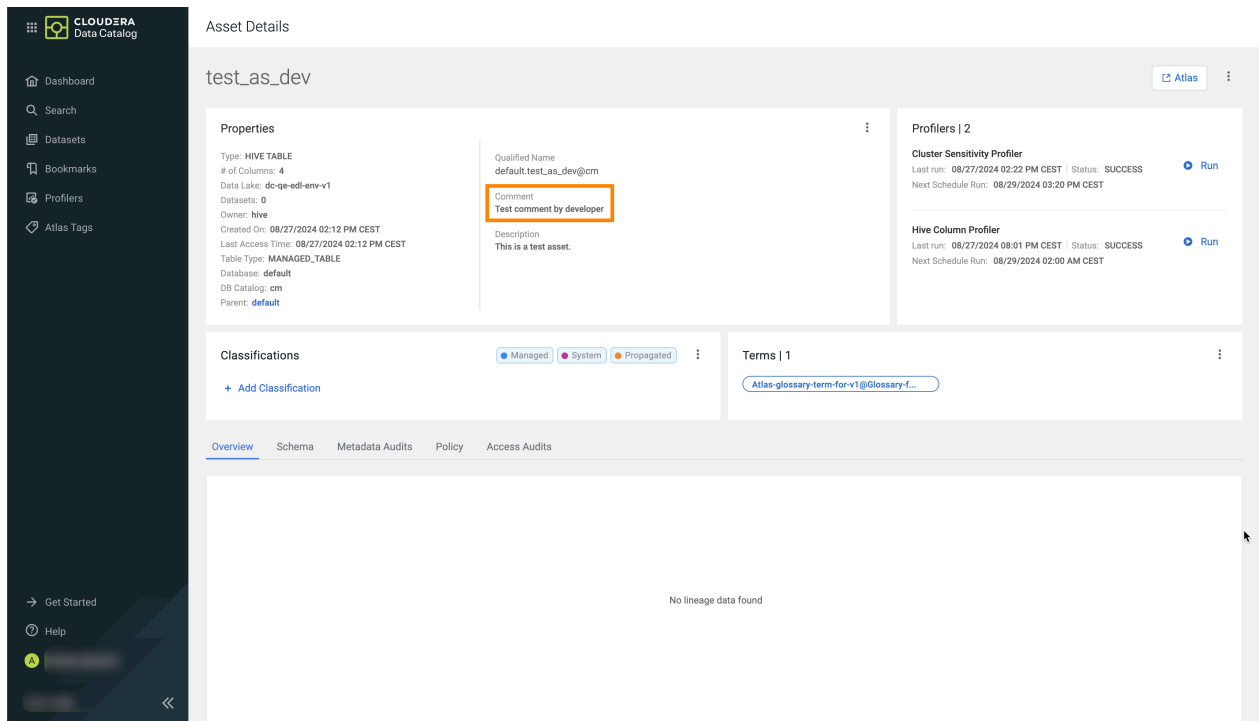 CLOUDERA
Data Catalog
Dashboard
Search
Datasets
Bookmarks
Profilers
Atlas Tags
Get Started
Help
A
Asset Details
test_as_dev
Atlas
Properties
Type: HIVE TABLE
# of Columns: 4
Data Lake: dc-qe-edl-env-v1
Datasets: 0
Owner: hive
Created On: 08/27/2024 02:12 PM CEST
Last Access Time: 08/27/2024 02:12 PM CEST
Table Type: MANAGED_TABLE
Database: default
DB Catalog: cm
Parent: default
Qualified Name
default.test_as_dev@cm
Comment
Test comment by developer
Description
This is a test asset.
Profilers | 2
Cluster Sensitivity Profiler
Last run: 08/27/2024 02:22 PM CEST | Status: SUCCESS
Next Schedule Run: 08/29/2024 03:20 PM CEST
Run
Hive Column Profiler
Last run: 08/27/2024 08:01 PM CEST | Status: SUCCESS
Next Schedule Run: 08/29/2024 02:00 AM CEST
Run
Classifications
Managed System Propagated
+ Add Classification
Terms | 1
Atlas-glossary-term-for-v1@Glossary-f...
Overview Schema Metadata Audits Policy Access Audits
No lineage data found